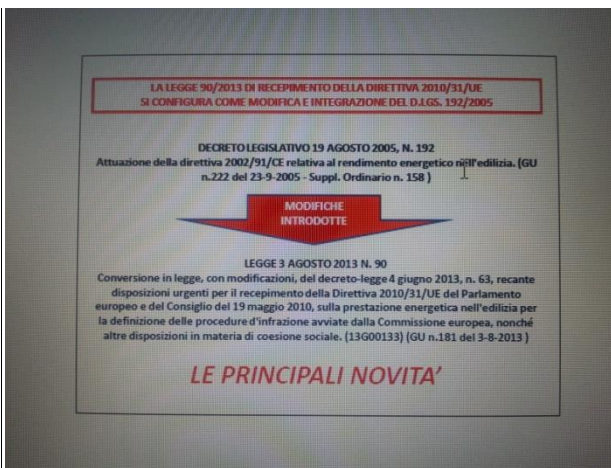 LA LEGGE 90/2013 DI RECEPIMENTO DELLA DIRETTIVA 2010/31/UE
SI CONFIGURA COME MODIFICA E INTEGRAZIONE DEL D.LGS. 192/2005
DECRETO LEGISLATIVO 19 AGOSTO 2005, N. 192
Attuazione della direttiva 2002/91/CE relativa al rendimento energetico nell'edilizia. (GU
n.222 del 23-9-2005 - Suppl. Ordinario n. 158 )
MODIFICHE
INTRODOTTE
LEGGE 3 AGOSTO 2013 N. 90
Conversione in legge, con modificazioni, del decreto-legge 4 giugno 2013, n. 63, recante
disposizioni urgenti per il recepimento della Direttiva 2010/31/UE del Parlamento
europeo e del Consiglio del 19 maggio 2010, sulla prestazione energetica nell'edilizia per
la definizione delle procedure d'infrazione avviate dalla Commissione europea, nonché
altre disposizioni in materia di coesione sociale. (13G00133) (GU n.181 del 3-8-2013 )
LE PRINCIPALI NOVITA'